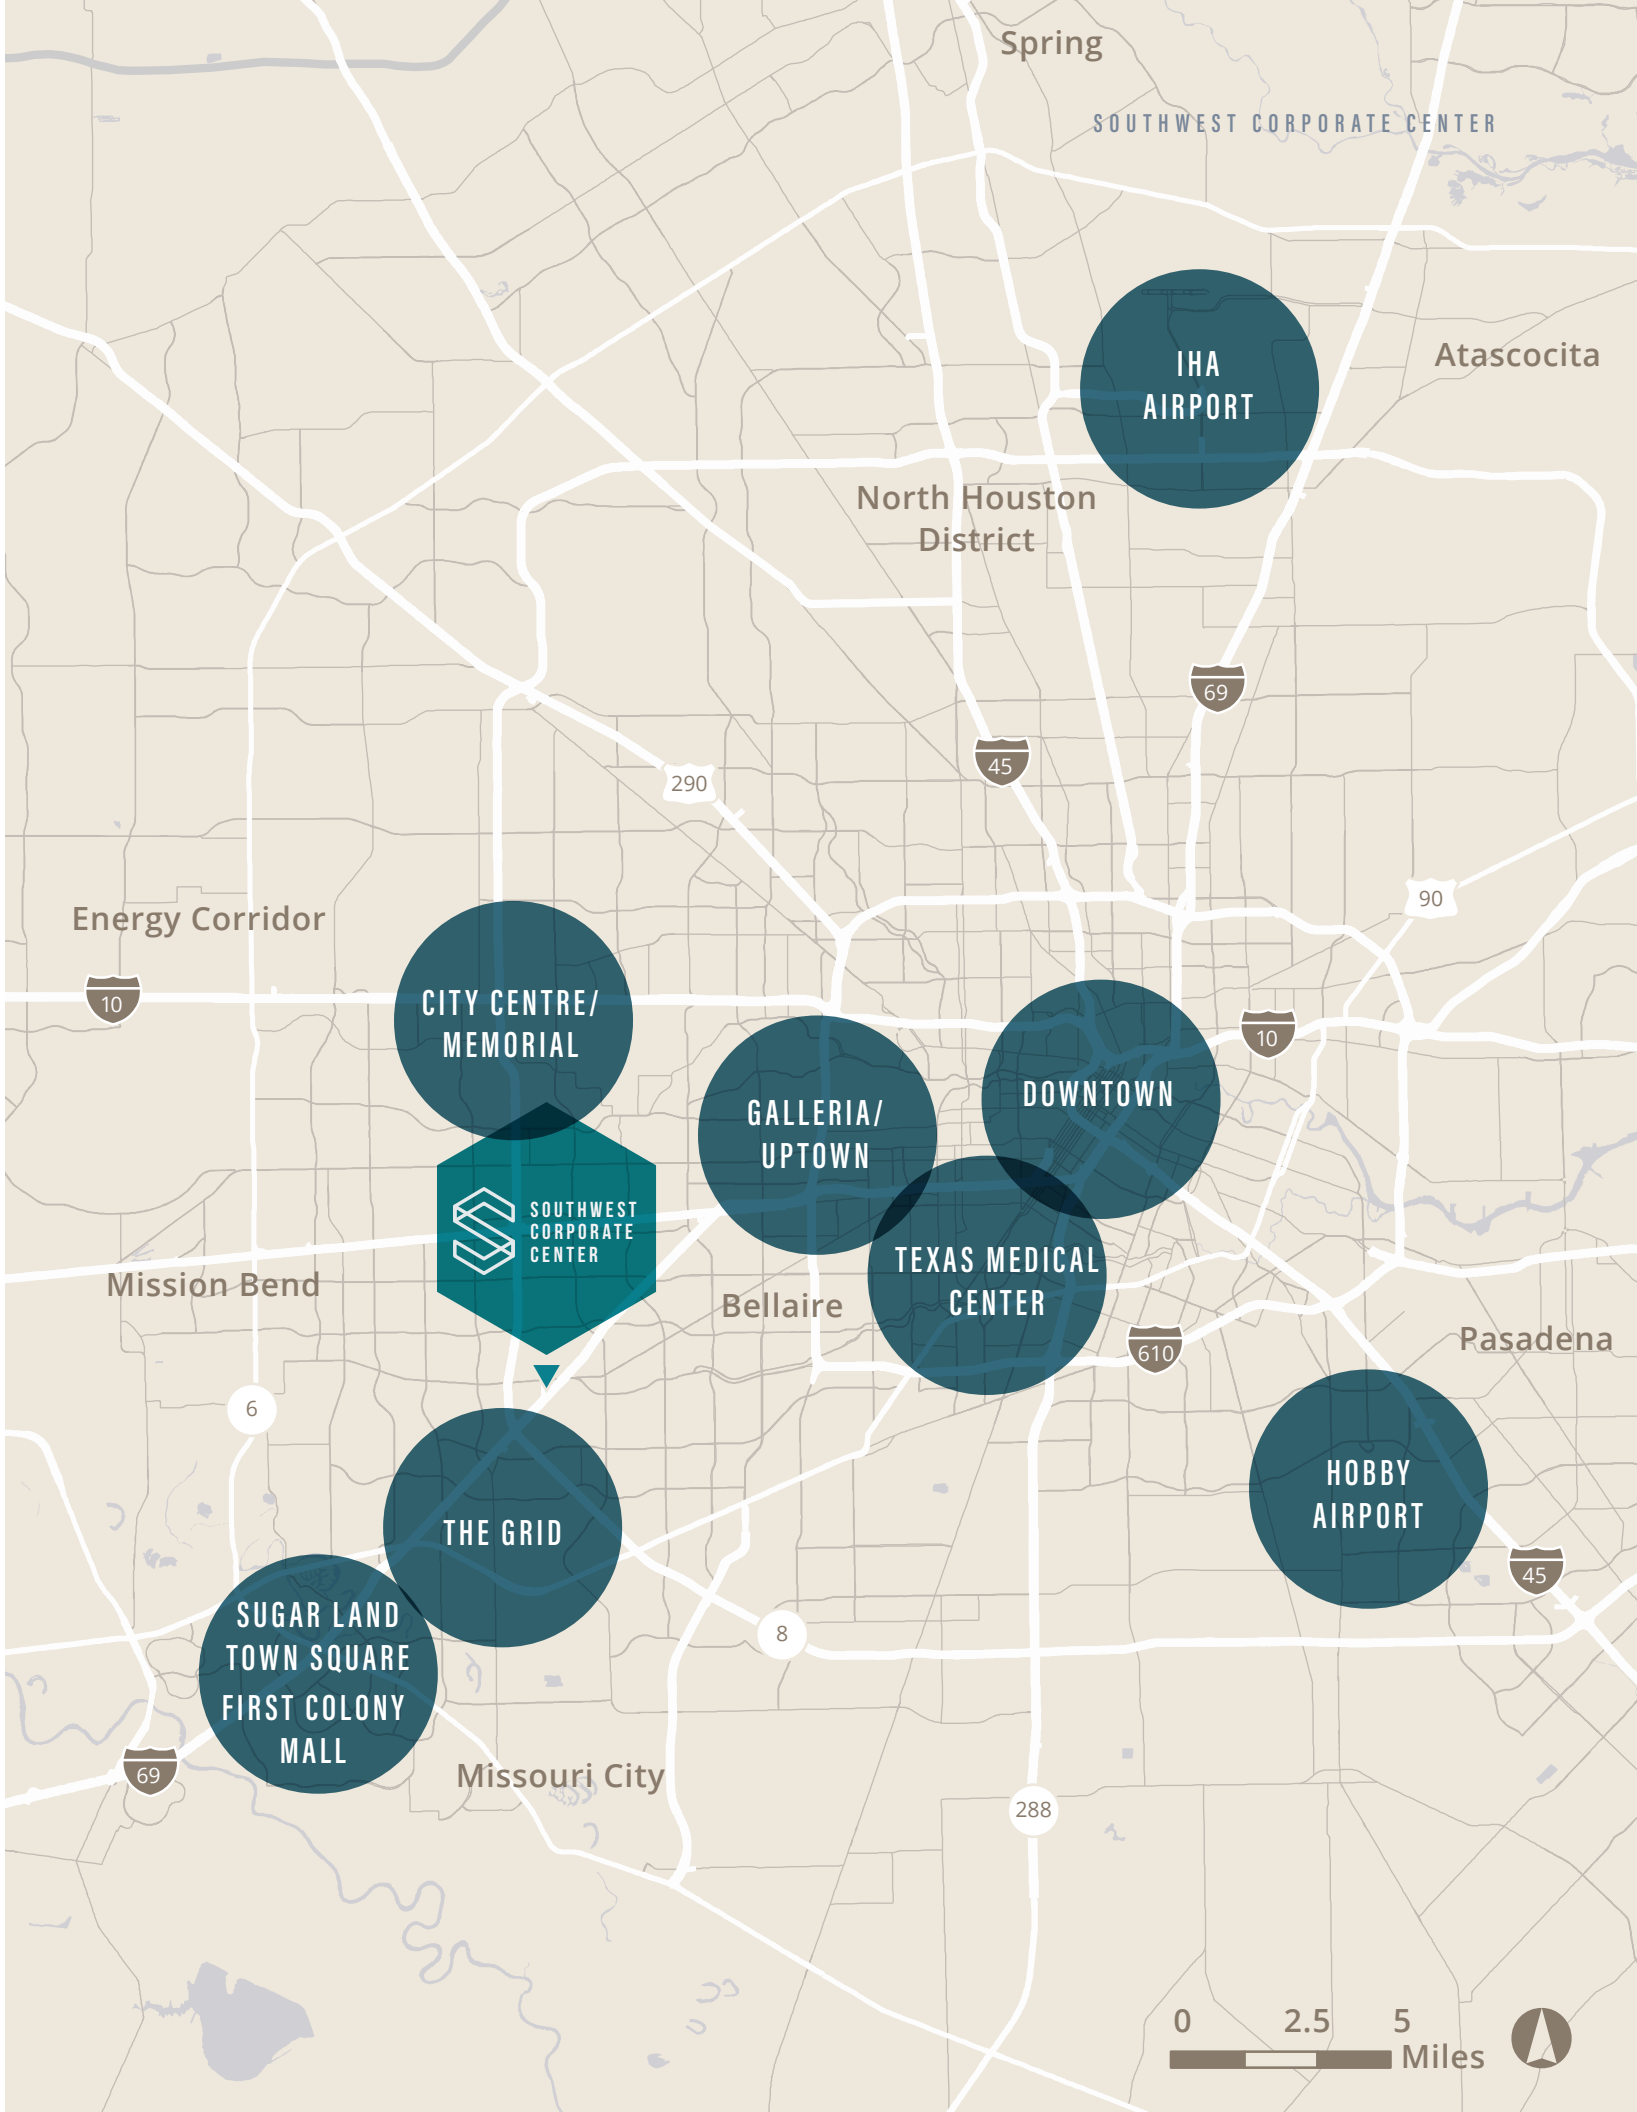 Spring
SOUTHWEST CORPORATE CENTER
IHA
AIRPORT
Atascocita
North Houston
District
69
45
290
90
Energy Corridor
10
CITY CENTRE/
MEMORIAL
10
GALLERIA/
UPTOWN
DOWNTOWN
SOUTHWEST
CORPORATE
CENTER
TEXAS MEDICAL
CENTER
Mission Bend
Bellaire
610
Pasadena
6
HOBBY
AIRPORT
THE GRID
45
SUGAR LAND
TOWN SQUARE
FIRST COLONY
MALL
8
69
Missouri City
288
0 2.5 5
Miles